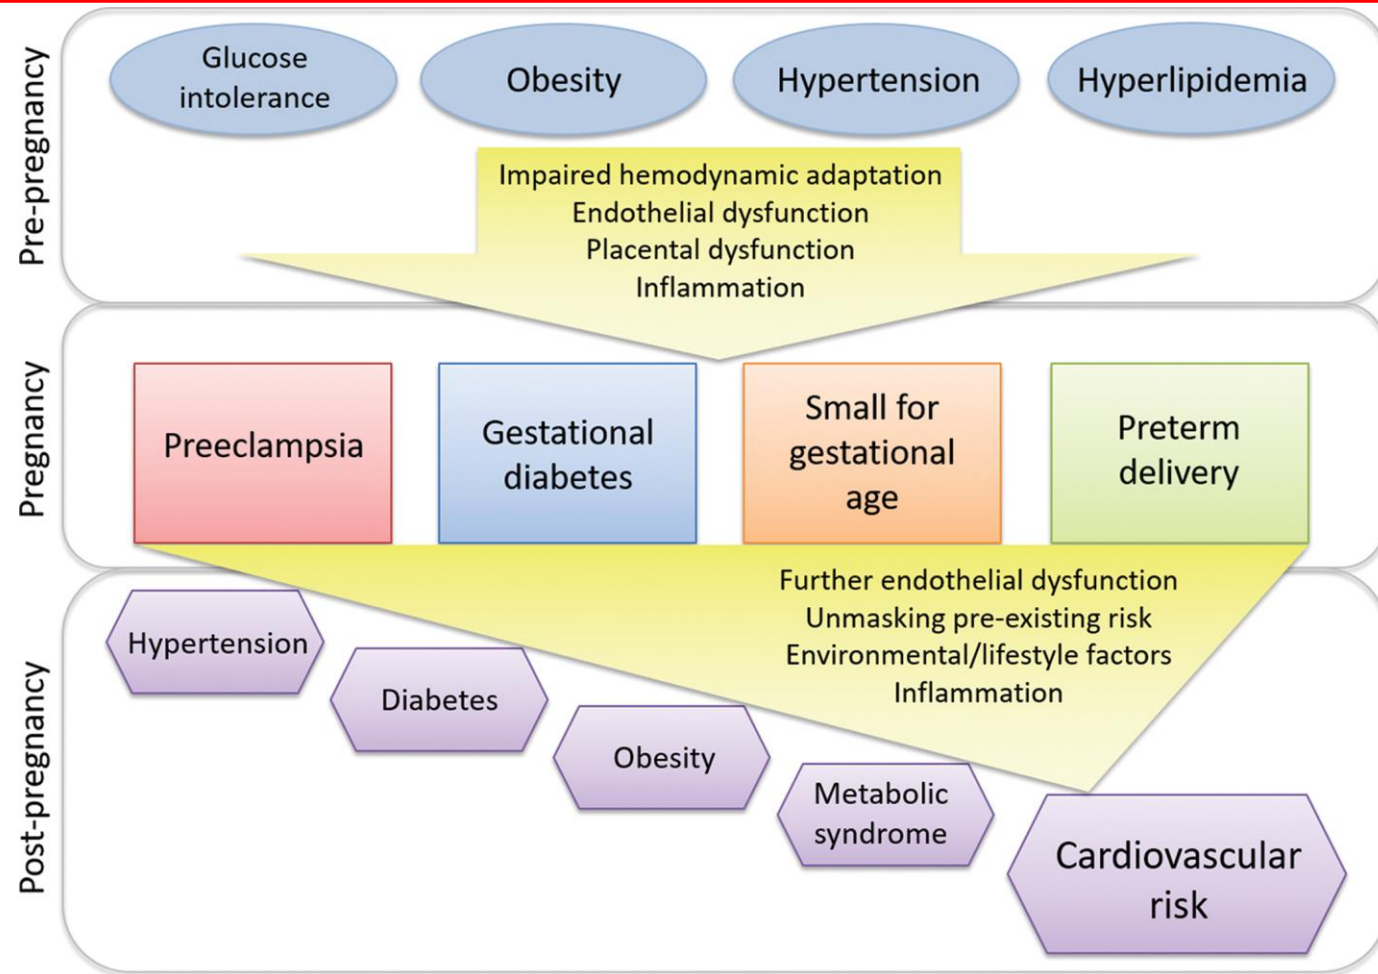 Pre-pregnancy
Glucose
intolerance
Obesity
Hypertension
Hyperlipidemia
Impaired hemodynamic adaptation
Endothelial dysfunction
Placental dysfunction
Inflammation
Pregnancy
Preeclampsia
Gestational
diabetes
Small for
gestational
age
Preterm
delivery
Post-pregnancy
Further endothelial dysfunction
Unmasking pre-existing risk
Environmental/lifestyle factors
Inflammation
Hypertension
Diabetes
Obesity
Metabolic
syndrome
Cardiovascular
risk